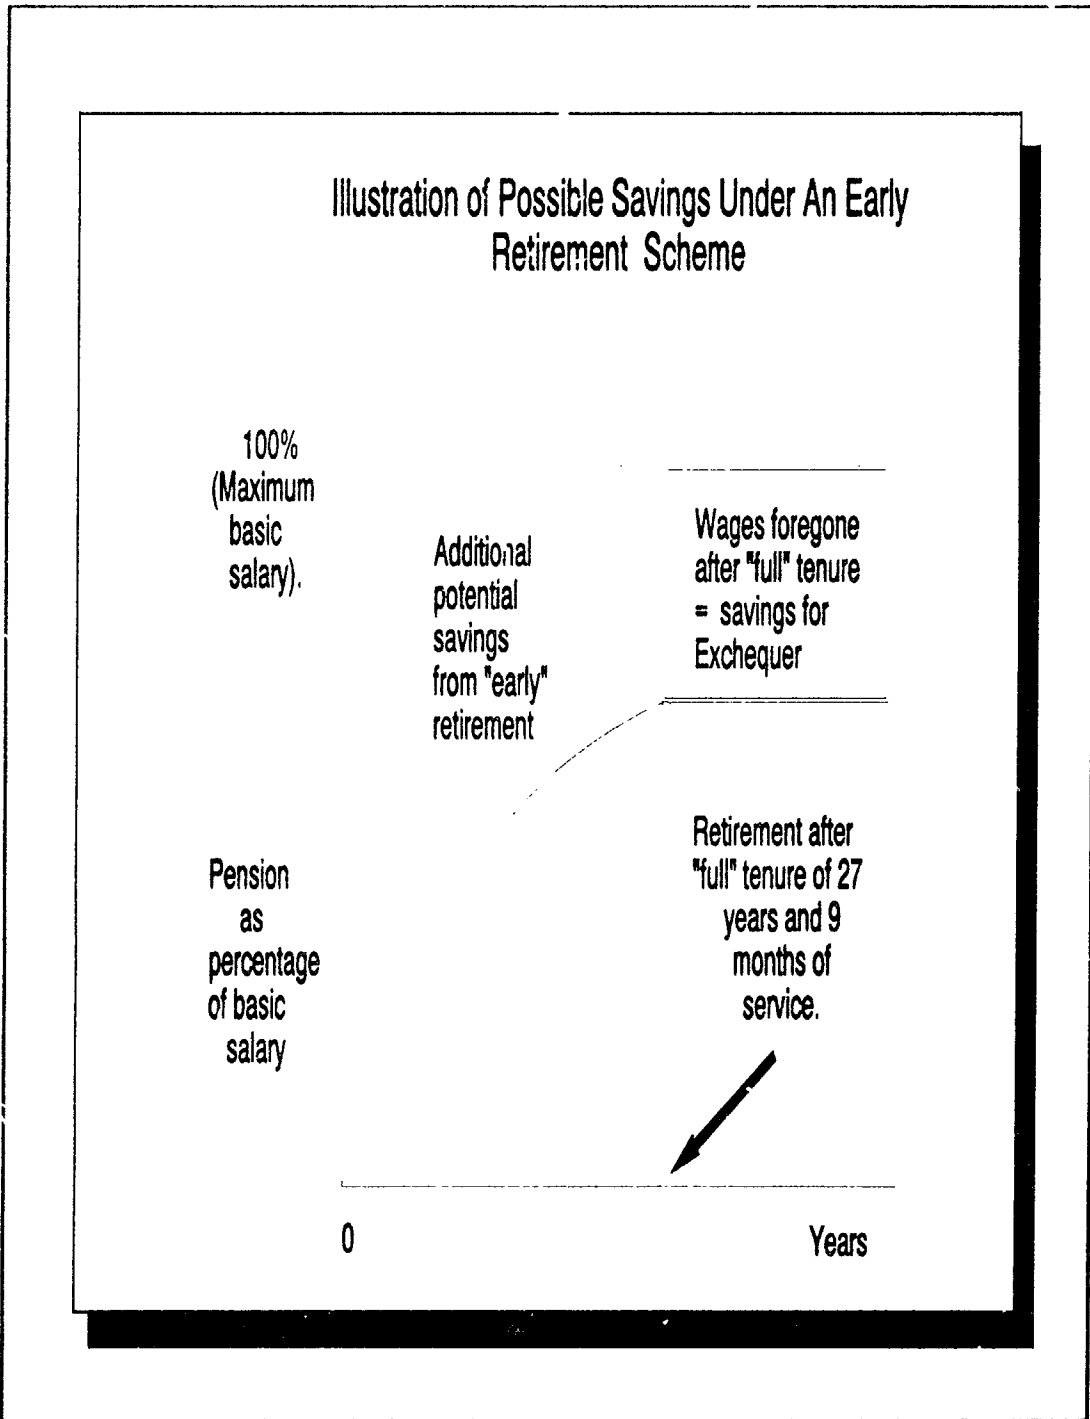 Illustration of Possible Savings Under An Early
Retirement Scheme
100%
(Maximum
basic
salary).
Additional
potential
savings
from "early"
retirement
Wages foregone
after "full" tenure
= savings for
Exchequer
Pension
as
percentage
of basic
salary
Retirement after
"full" tenure of 27
years and 9
months of
service.
0
Years